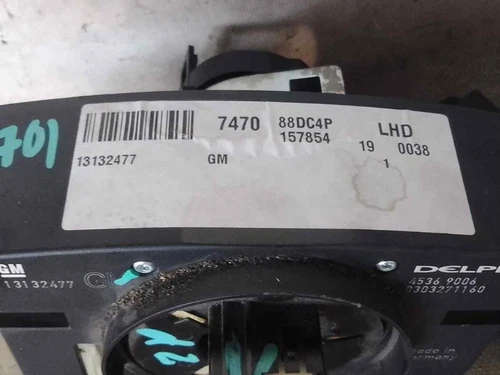 701
7470 88DC4P LHD
157854 19 0038
13132477 GM 1
GM
13132477
DELPH
4536 9006
0303271160
made in
Germany
24